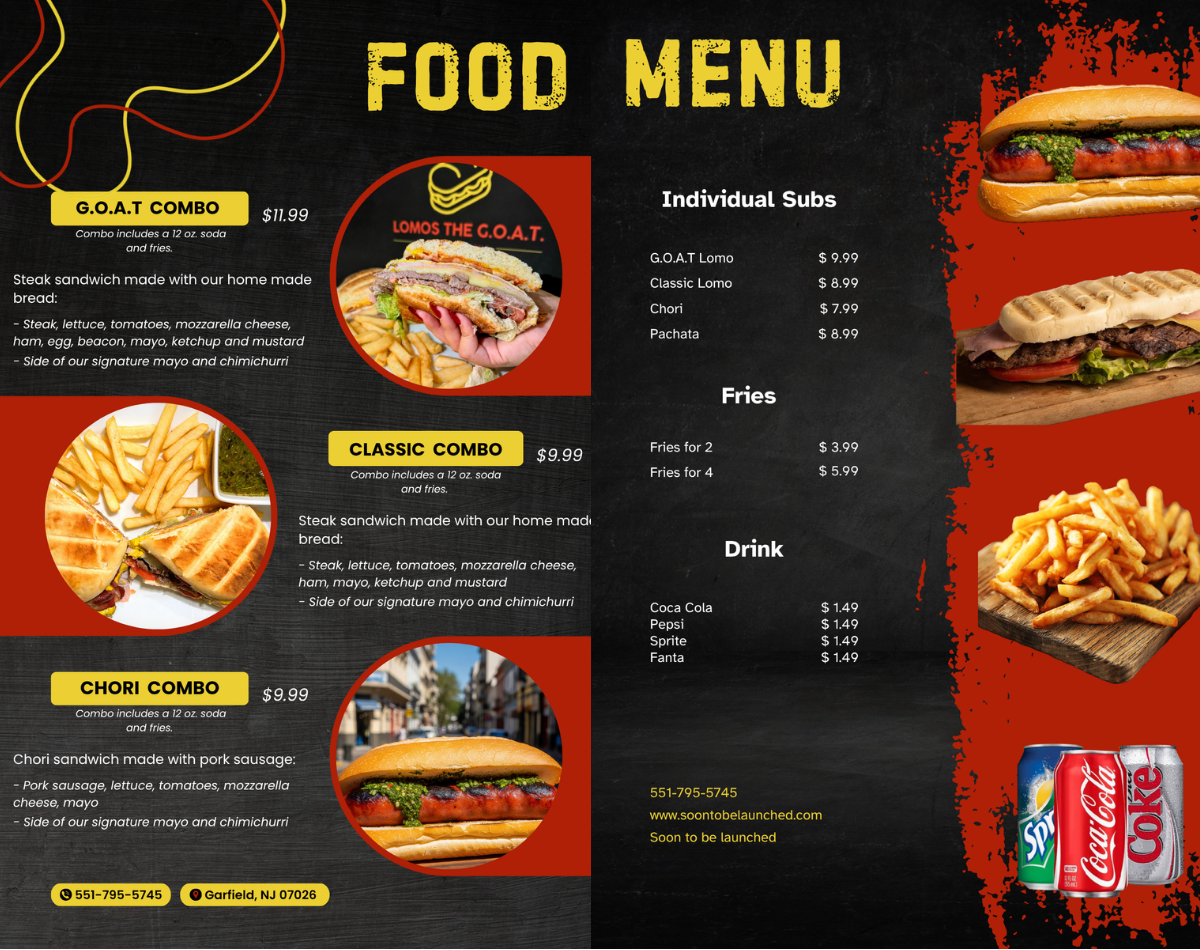 FOOD MENU
G.O.A.T COMBO
$11.99
Combo includes a 12 oz. soda
and fries.
Steak sandwich made with our home made
bread:
- Steak, lettuce, tomatoes, mozzarella cheese,
ham, egg, beacon, mayo, ketchup and mustard
- Side of our signature mayo and chimichurri
LOMOS THE G.O.A.T.
CLASSIC COMBO
$9.99
Combo includes a 12 oz. soda
and fries.
Steak sandwich made with our home made
bread:
- Steak, lettuce, tomatoes, mozzarella cheese,
ham, mayo, ketchup and mustard
- Side of our signature mayo and chimichurri
CHORI COMBO
$9.99
Combo includes a 12 oz. soda
and fries.
Chori sandwich made with pork sausage:
- Pork sausage, lettuce, tomatoes, mozzarella
cheese, mayo
- Side of our signature mayo and chimichurri
551-795-5745
Garfield, NJ 07026
Individual Subs
G.O.A.T Lomo $ 9.99
Classic Lomo $ 8.99
Chori $ 7.99
Pachata $ 8.99
Fries
Fries for 2 $ 3.99
Fries for 4 $ 5.99
Drink
Coca Cola $ 1.49
Pepsi $ 1.49
Sprite $ 1.49
Fanta $ 1.49
551-795-5745
www.soontobelaunched.com
Soon to be launched
Spr
Coca-Cola
Coke